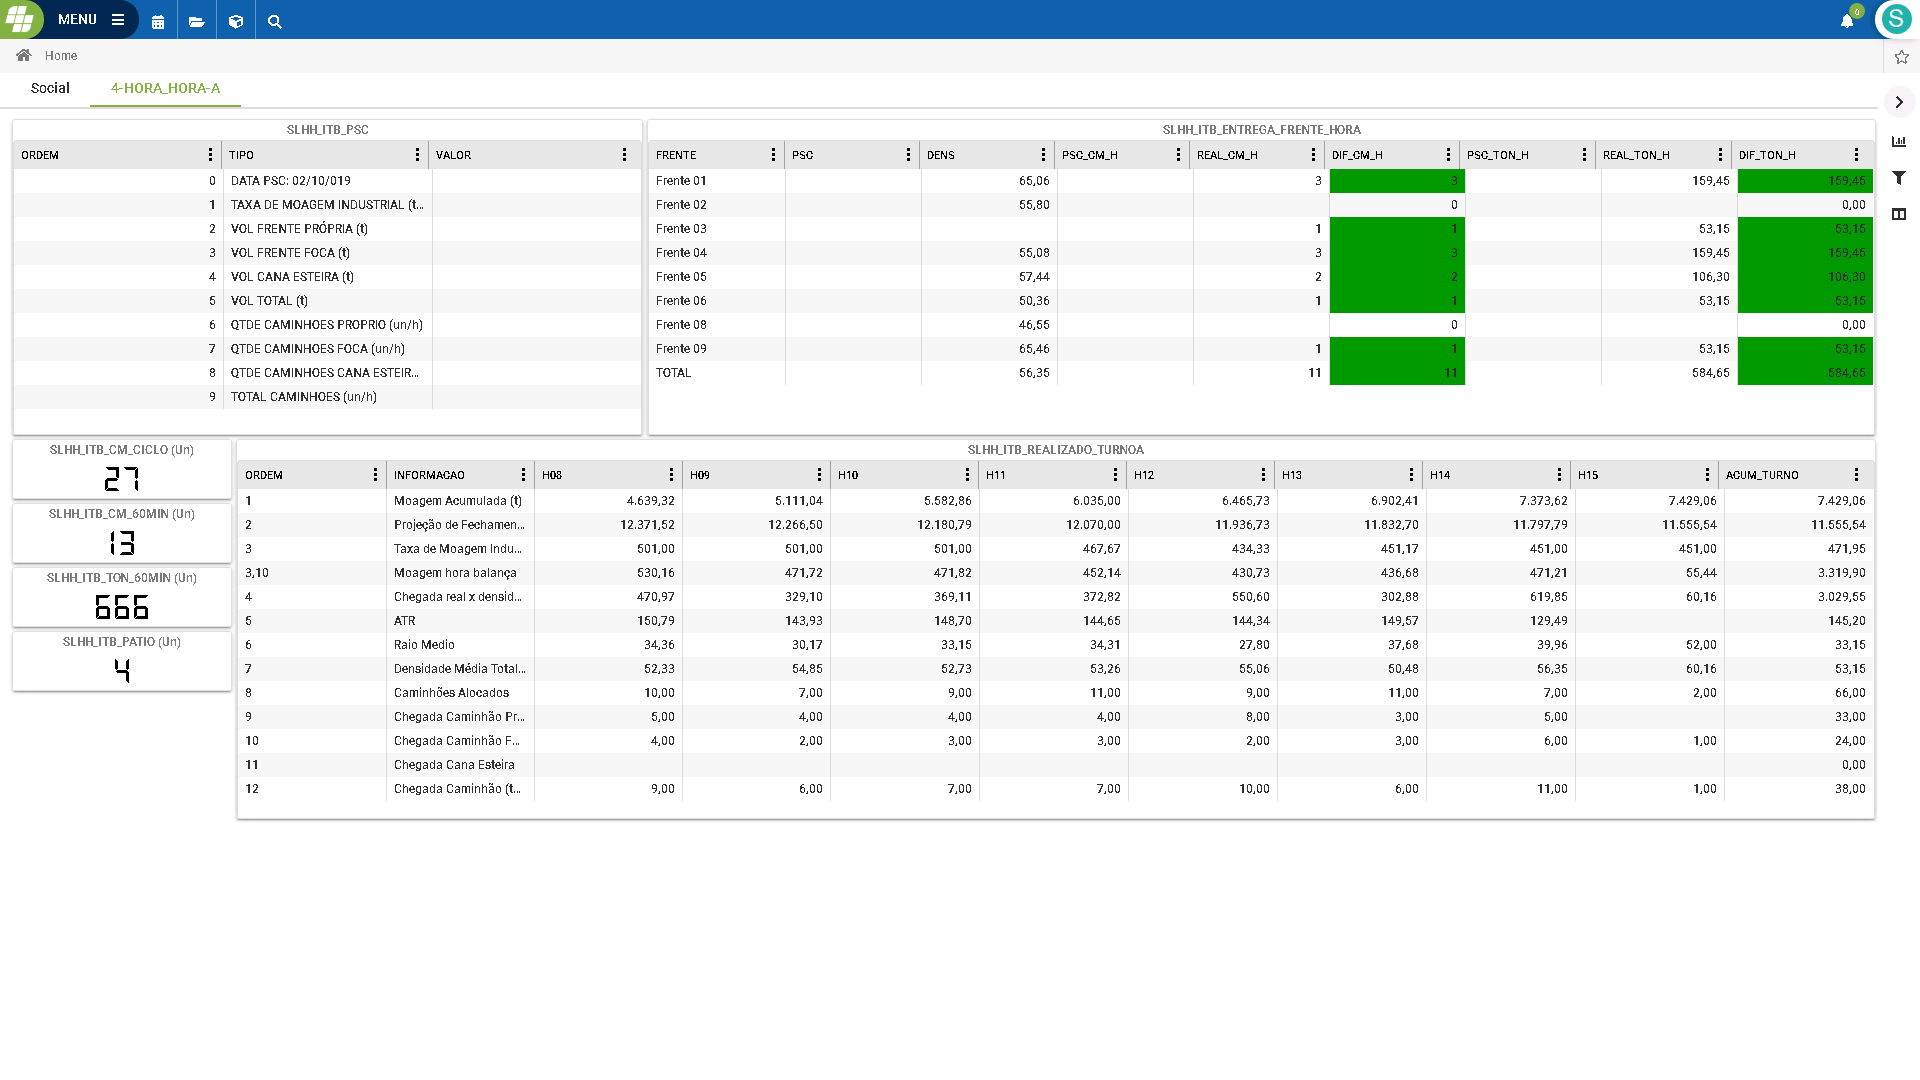 MENU
0
S
Home
Social
4-HORA_HORA-A
SLHH_ITB_PSC
ORDEM TIPO VALOR
0 DATA PSC: 02/10/019
1 TAXA DE MOAGEM INDUSTRIAL (t...
2 VOL FRENTE PRÓPRIA (t)
3 VOL FRENTE FOCA (t)
4 VOL CANA ESTEIRA (t)
5 VOL TOTAL (t)
6 QTDE CAMINHOES PROPRIO (un/h)
7 QTDE CAMINHOES FOCA (un/h)
8 QTDE CAMINHOES CANA ESTEIR...
9 TOTAL CAMINHOES (un/h)
SLHH_ITB_ENTREGA_FRENTE_HORA
FRENTE PSC DENS PSC_CM_H REAL_CM_H DIF_CM_H PSC_TON_H REAL_TON_H DIF_TON_H
Frente 01 65,06 3 3 159,45 159,45
Frente 02 55,80 0 0,00
Frente 03 1 1 53,15 53,15
Frente 04 55,08 3 3 159,45 159,45
Frente 05 57,44 2 2 106,30 106,30
Frente 06 50,36 1 1 53,15 53,15
Frente 08 46,55 0 0,00
Frente 09 65,46 1 1 53,15 53,15
TOTAL 56,35 11 11 584,65 584,65
SLHH_ITB_CM_CICLO (Un)
27
SLHH_ITB_CM_60MIN (Un)
13
SLHH_ITB_TON_60MIN (Un)
666
SLHH_ITB_PATIO (Un)
4
SLHH_ITB_REALIZADO_TURNOA
ORDEM INFORMACAO H08 H09 H10 H11 H12 H13 H14 H15 ACUM_TURNO
1 Moagem Acumulada (t) 4.639,32 5.111,04 5.582,86 6.035,00 6.465,73 6.902,41 7.373,62 7.429,06 7.429,06
2 Projeção de Fechamen... 12.371,52 12.266,50 12.180,79 12.070,00 11.936,73 11.832,70 11.797,79 11.555,54 11.555,54
3 Taxa de Moagem Indu... 501,00 501,00 501,00 467,67 434,33 451,17 451,00 451,00 471,95
3,10 Moagem hora balança 530,16 471,72 471,82 452,14 430,73 436,68 471,21 55,44 3.319,90
4 Chegada real x densid... 470,97 329,10 369,11 372,82 550,60 302,88 619,85 60,16 3.029,55
5 ATR 150,79 143,93 148,70 144,65 144,34 149,57 129,49 145,20
6 Raio Medio 34,36 30,17 33,15 34,31 27,80 37,68 39,96 52,00 33,15
7 Densidade Média Total... 52,33 54,85 52,73 53,26 55,06 50,48 56,35 60,16 53,15
8 Caminhões Alocados 10,00 7,00 9,00 11,00 9,00 11,00 7,00 2,00 66,00
9 Chegada Caminhão Pr... 5,00 4,00 4,00 4,00 8,00 3,00 5,00 33,00
10 Chegada Caminhão F... 4,00 2,00 3,00 3,00 2,00 3,00 6,00 1,00 24,00
11 Chegada Cana Esteira 0,00
12 Chegada Caminhão (t... 9,00 6,00 7,00 7,00 10,00 6,00 11,00 1,00 38,00